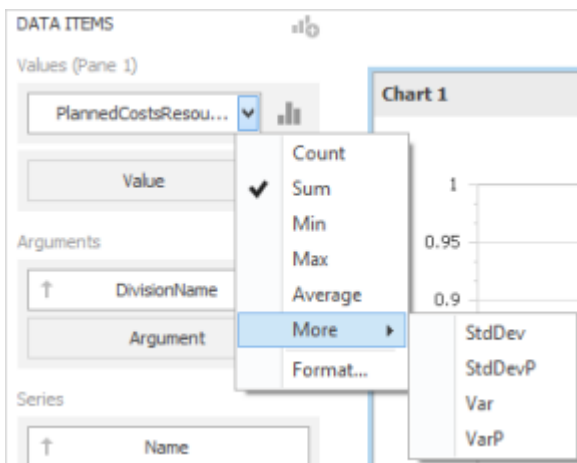 DATA ITEMS
Values (Pane 1)
PlannedCostsResou...
Value
Arguments
DivisionName
Argument
Series
Name
Count
Sum
Min
Max
Average
More
Format...
StdDev
StdDevP
Var
VarP
Chart 1
1
0.95
0.9